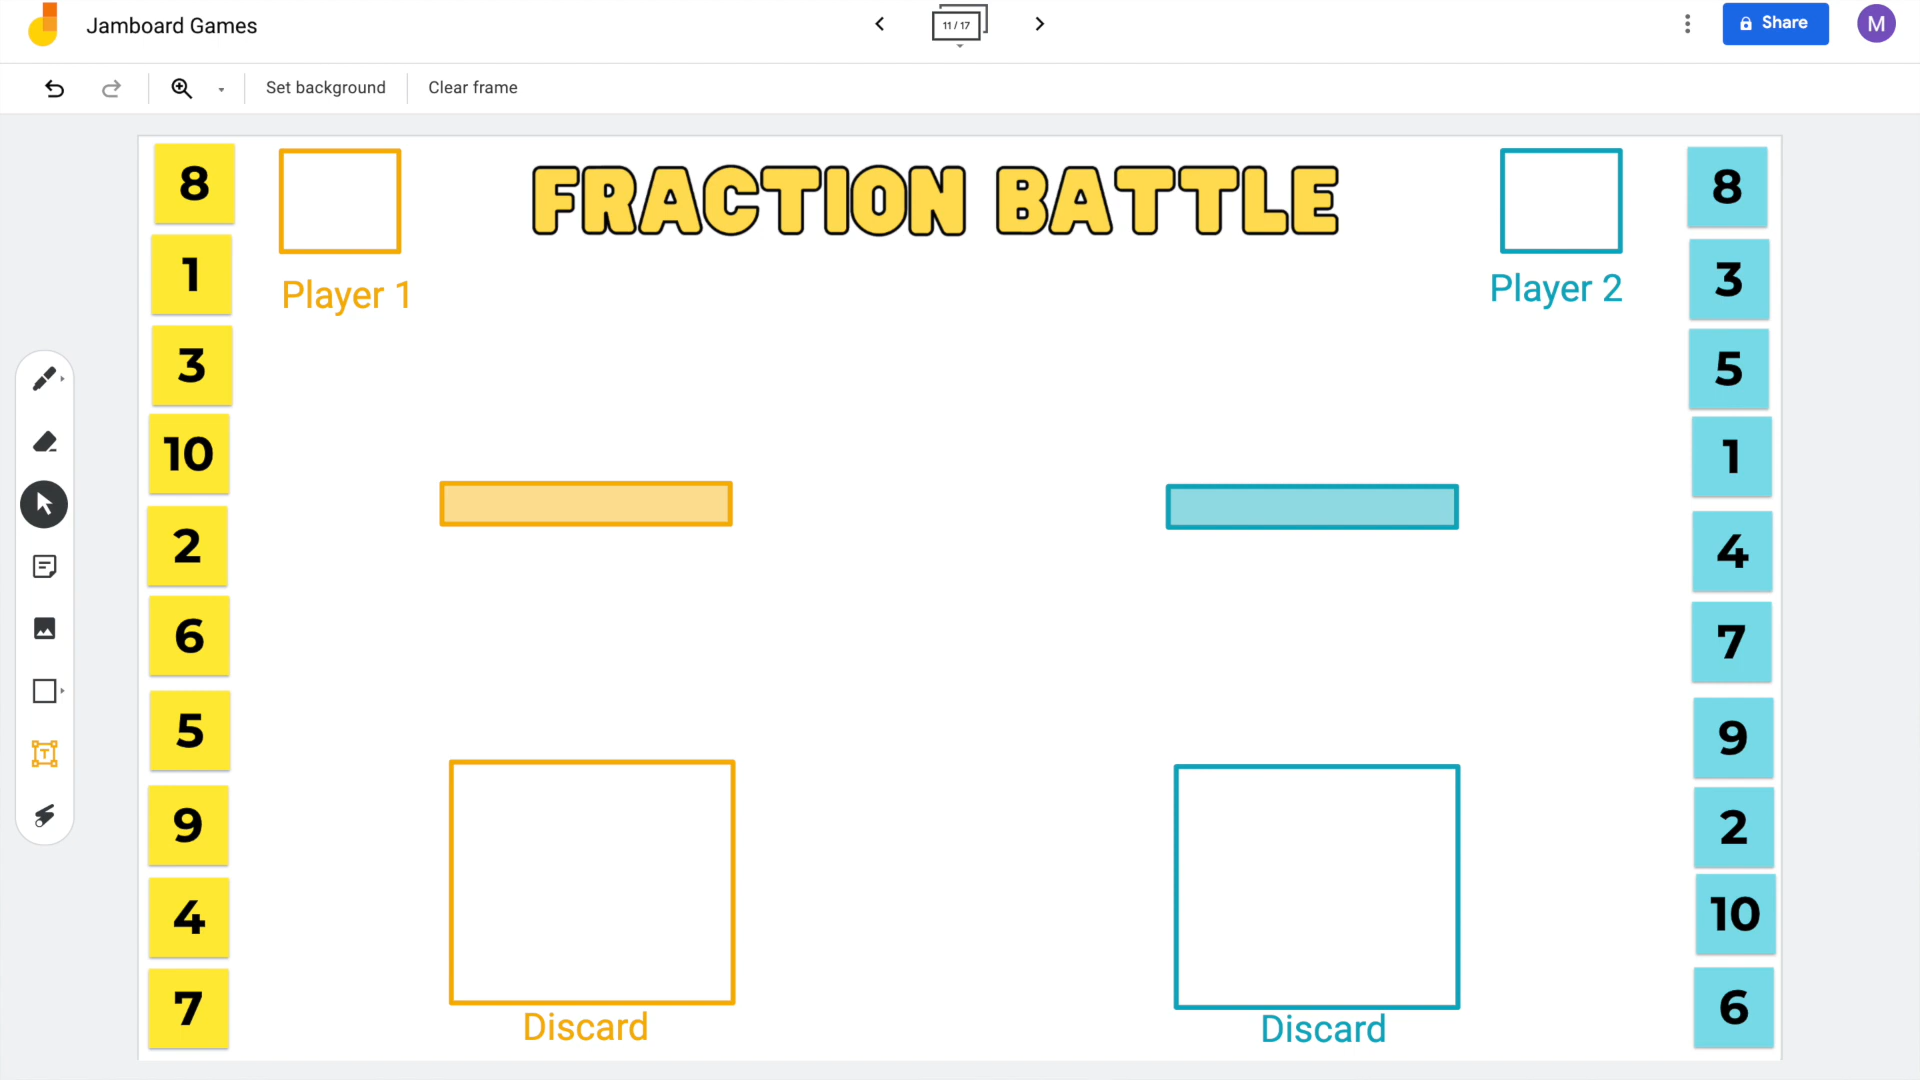 Jamboard Games
11 / 17
Share
M
Set background
Clear frame
FRACTION BATTLE
Player 1
Player 2
8
1
3
10
2
6
5
9
4
7
8
3
5
1
4
7
9
2
10
6
T
Discard
Discard